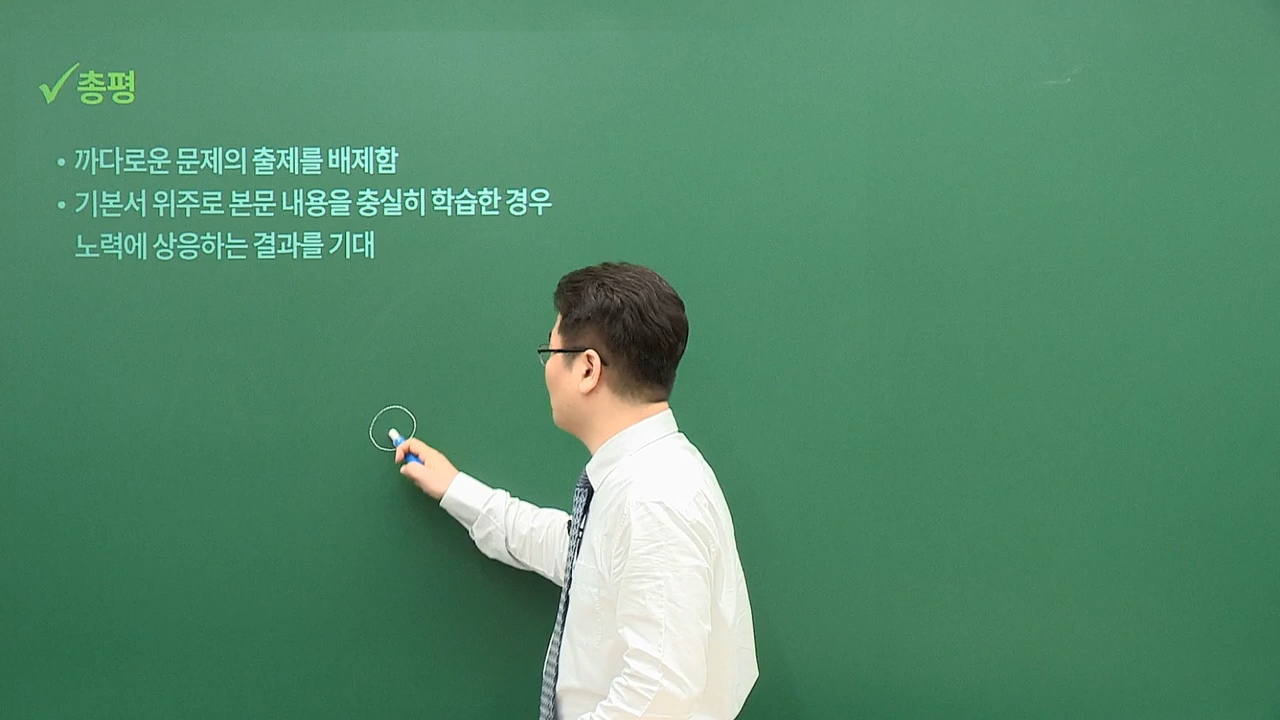 총평
• 까다로운 문제의 출제를 배제함
• 기본서 위주로 본문 내용을 충실히 학습한 경우
노력에 상응하는 결과를 기대